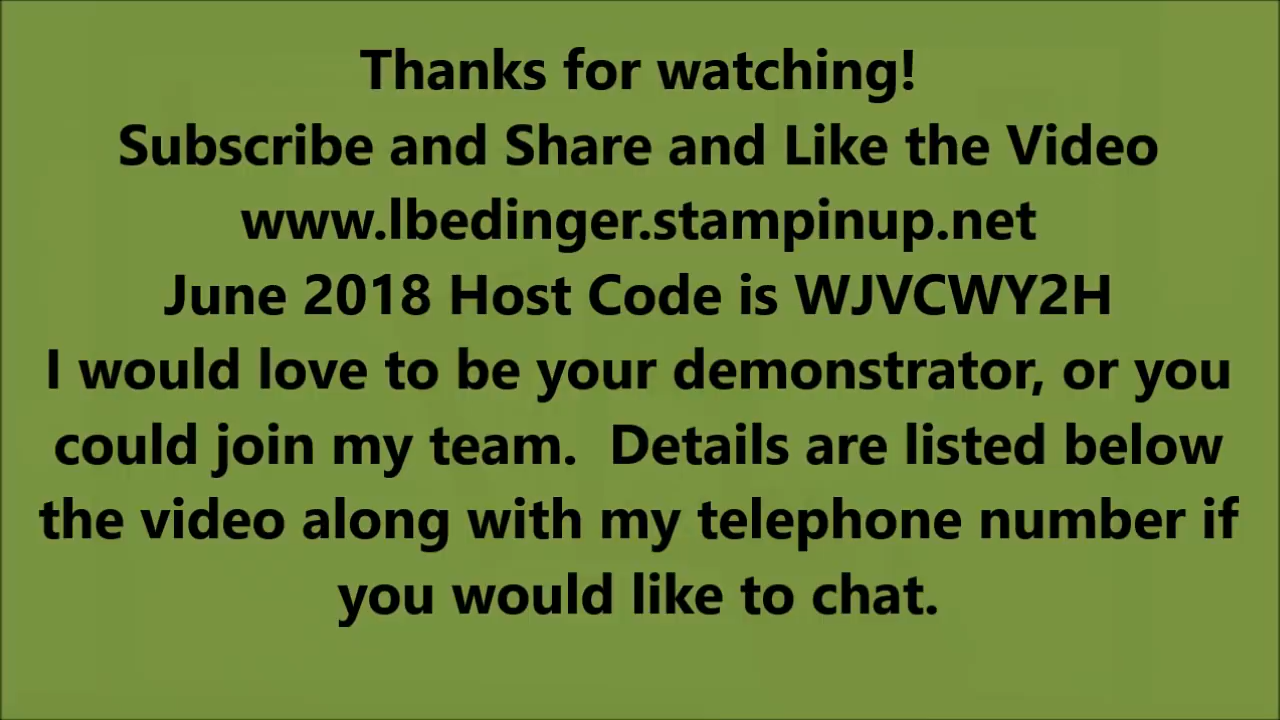 Thanks for watching!
Subscribe and Share and Like the Video
www.lbedinger.stampinup.net
June 2018 Host Code is WJVCWY2H
I would love to be your demonstrator, or you
could join my team.  Details are listed below
the video along with my telephone number if
you would like to chat.